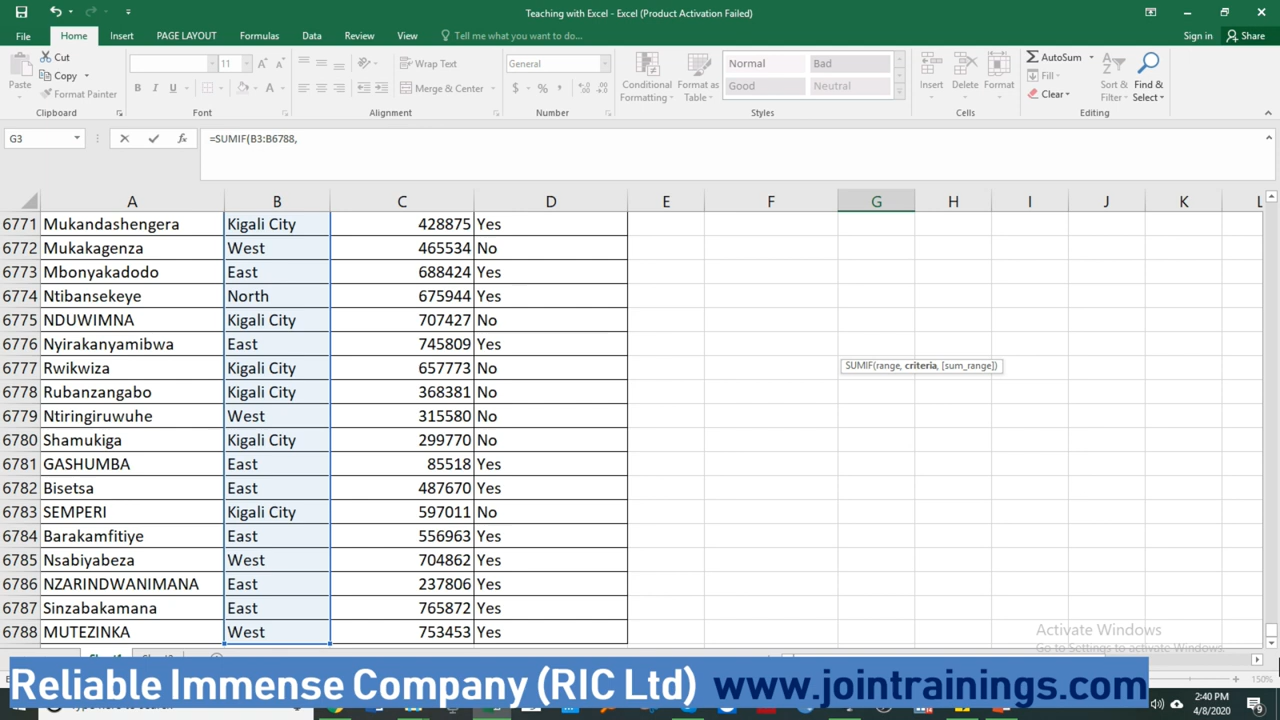 Teaching with Excel - Excel (Product Activation Failed)
File Home Insert PAGE LAYOUT Formulas Data Review View Tell me what you want to do... Sign in Share
Paste Cut Copy Format Painter Clipboard
11 A A B I U A Font
Wrap Text Merge & Center Alignment
General $ % Number
Conditional Formatting Format as Table Normal Bad Good Neutral Styles
Insert Delete Format Cells
AutoSum Fill Clear Sort & Filter Find & Select Editing
G3 fx =SUMIF(B3:B6788,
A B C D E F G H I J K L
6771 Mukandashengera Kigali City 428875 Yes
6772 Mukakagenza West 465534 No
6773 Mbonyakadodo East 688424 Yes
6774 Ntibansekeye North 675944 Yes
6775 NDUWIMNA Kigali City 707427 No
6776 Nyirakanyamibwa East 745809 Yes
6777 Rwikwiza Kigali City 657773 No
SUMIF(range, criteria, [sum_range])
6778 Rubanzangabo Kigali City 368381 No
6779 Ntiringiruwuhe West 315580 No
6780 Shamukiga Kigali City 299770 No
6781 GASHUMBA East 85518 Yes
6782 Bisetsa East 487670 Yes
6783 SEMPERI Kigali City 597011 No
6784 Barakamfitiye East 556963 Yes
6785 Nsabiyabeza West 704862 Yes
6786 NZARINDWANIMANA East 237806 Yes
6787 Sinzabakamana East 765872 Yes
6788 MUTEZINKA West 753453 Yes
Activate Windows
Go to Settings to activate Windows.
150%
Reliable Immense Company (RIC Ltd) www.jointrainings.com
2:40 PM
4/8/2020